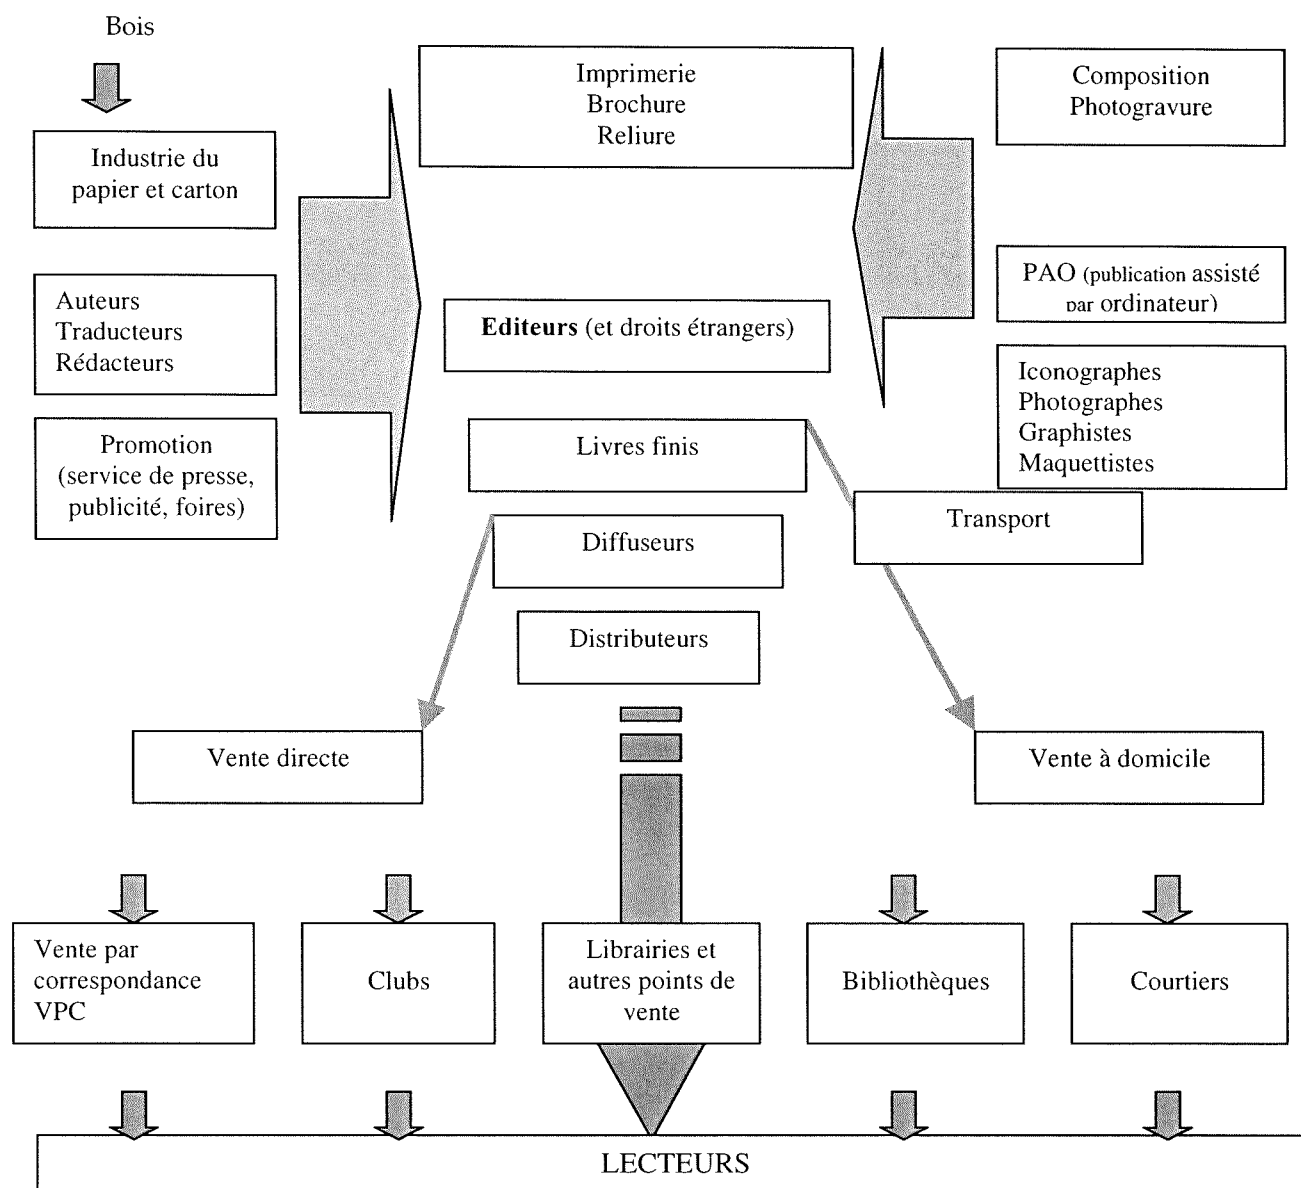 Bois
Imprimerie
Brochure
Reliure
Composition
Photogravure
Industrie du
papier et carton
PAO (publication assisté
par ordinateur)
Auteurs
Traducteurs
Rédacteurs
Editeurs (et droits étrangers)
Iconographes
Photographes
Graphistes
Maquettistes
Promotion
(service de presse,
publicité, foires)
Livres finis
Transport
Diffuseurs
Distributeurs
Vente directe
Vente à domicile
Vente par
correspondance
VPC
Clubs
Librairies et
autres points de
vente
Bibliothèques
Courtiers
LECTEURS